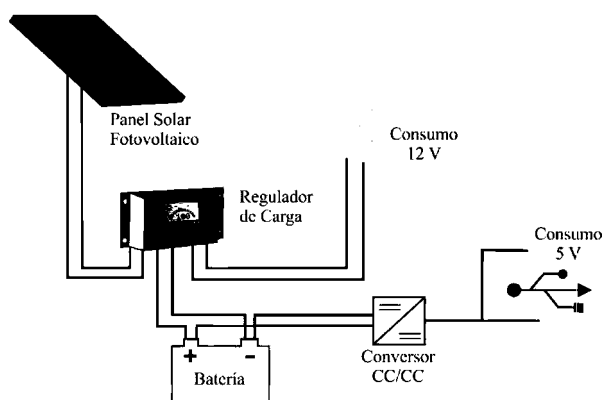 Panel Solar
Fotovoltaico
Consumo
12 V
Regulador
de Carga
Consumo
5 V
+ −
Batería
Conversor
CC/CC